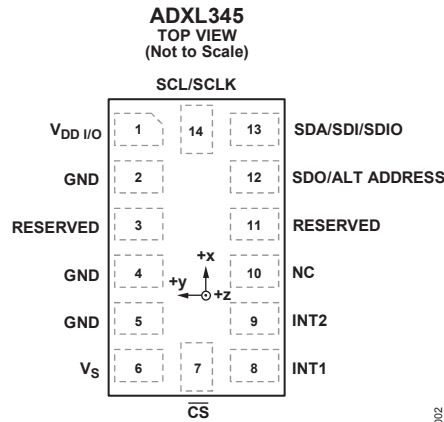 ADXL345
TOP VIEW
(Not to Scale)
SCL/SCLK
VDD I/O 1 14 13 SDA/SDI/SDIO
GND 2 12 SDO/ALT ADDRESS
RESERVED 3 11 RESERVED
+x
GND 4 10 NC
+y +z
GND 5 9 INT2
VS 6 7 8 INT1
CS
002